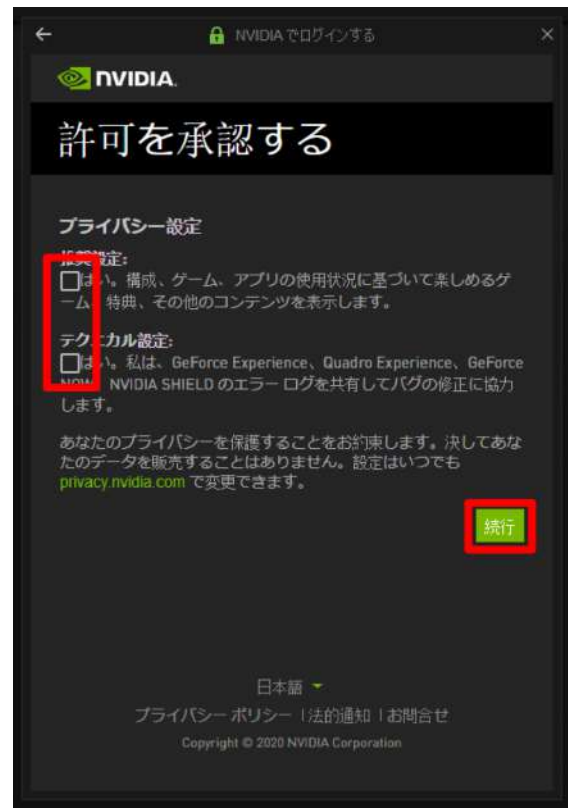 NVIDIA でログインする
NVIDIA.
許可を承認する
プライバシー設定
推奨設定:
はい。構成、ゲーム、アプリの使用状況に基づいて楽しめるゲ
ーム、特典、その他のコンテンツを表示します。
テクニカル設定:
はい。私は、GeForce Experience、Quadro Experience、GeForce
NOW、NVIDIA SHIELD のエラー ログを共有してバグの修正に協力
します。
あなたのプライバシーを保護することをお約束します。決してあな
たのデータを販売することはありません。設定はいつでも
privacy.nvidia.com で変更できます。
続行
日本語
プライバシー ポリシー | 法的通知 | お問合せ
Copyright © 2020 NVIDIA Corporation